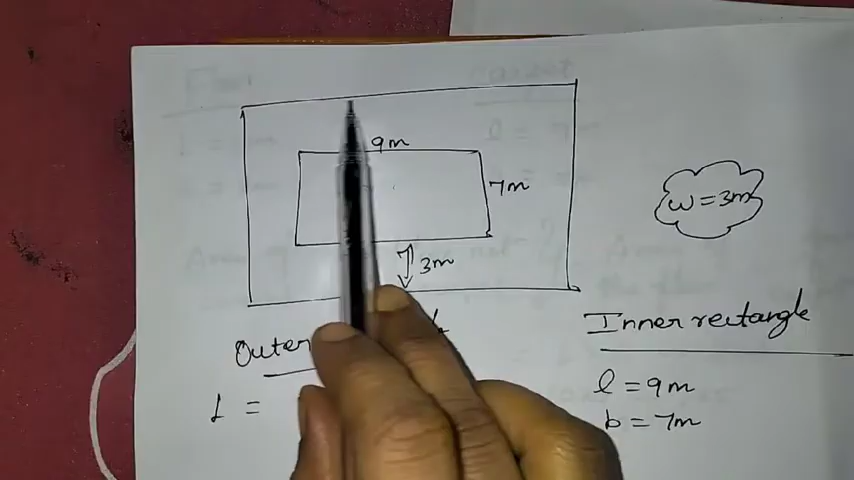 9m
7m
w = 3m
3m
Outer
Inner rectangle
l = 9m
L =
b = 7m